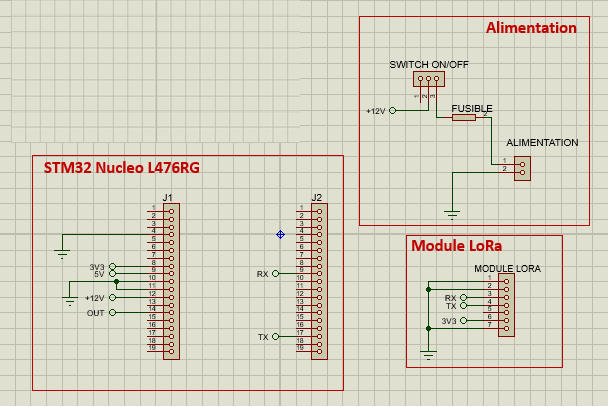 Alimentation
SWITCH ON/OFF
1
2
3
+12V
FUSIBLE
2
ALIMENTATION
1
2
STM32 Nucleo L476RG
J1
1
2
3
4
5
6
7
8
9
10
11
12
13
14
15
16
17
18
19
3V3
5V
+12V
OUT
J2
1
2
3
4
5
6
7
8
9
10
11
12
13
14
15
16
17
18
19
RX
TX
Module LoRa
MODULE LORA
1
2
3
4
5
6
7
RX
TX
3V3